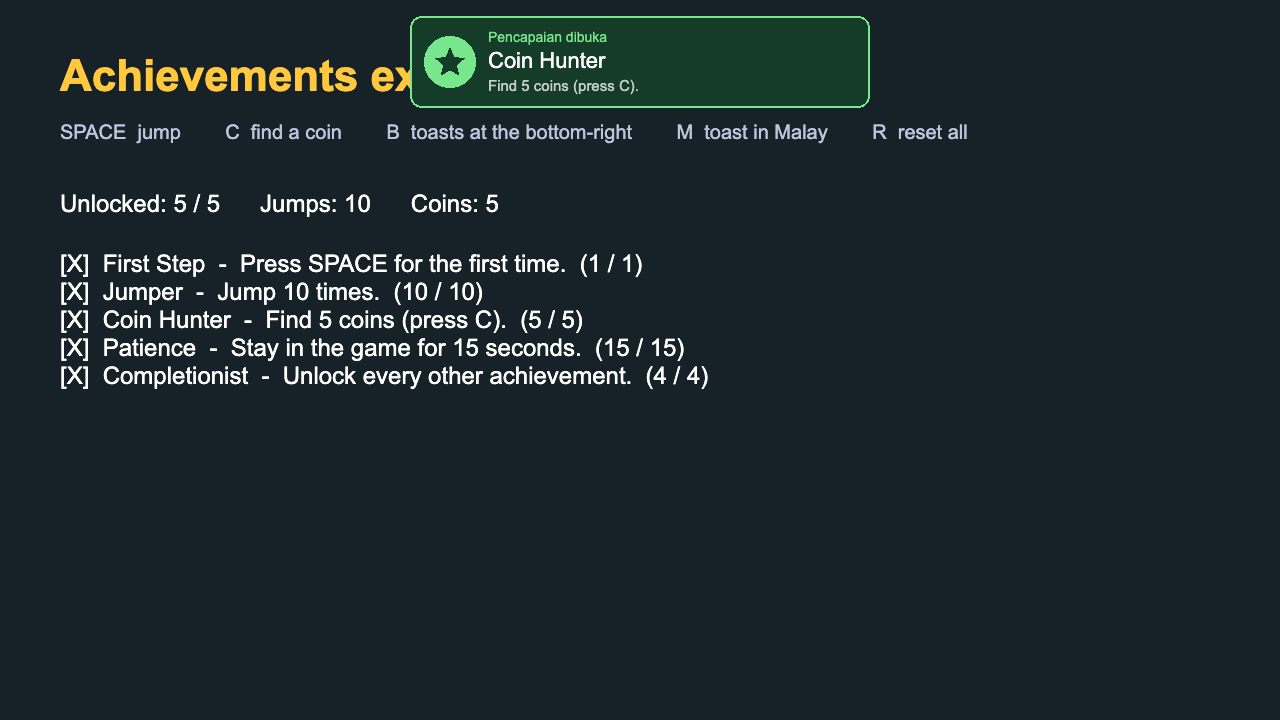 Pencapaian dibuka
Coin Hunter
Find 5 coins (press C).
Achievements
SPACE  jump  C  find a coin  B  toasts at the bottom-right  M  toast in Malay  R  reset all
Unlocked: 5 / 5  Jumps: 10  Coins: 5
[X]  First Step  -  Press SPACE for the first time.  (1 / 1)
[X]  Jumper  -  Jump 10 times.  (10 / 10)
[X]  Coin Hunter  -  Find 5 coins (press C).  (5 / 5)
[X]  Patience  -  Stay in the game for 15 seconds.  (15 / 15)
[X]  Completionist  -  Unlock every other achievement.  (4 / 4)